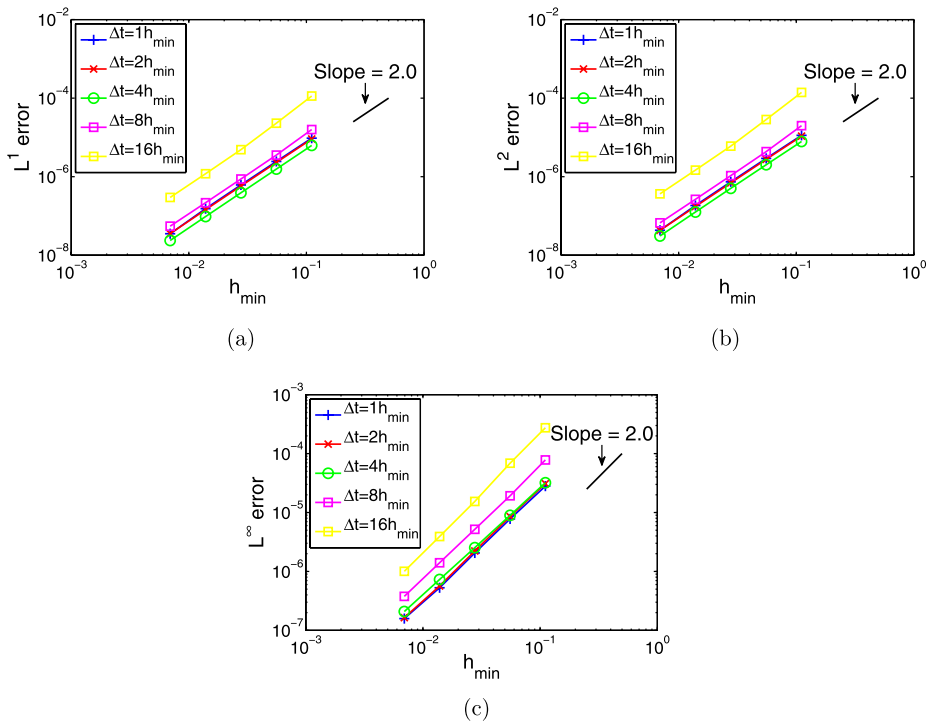 10⁻²
10⁻⁴
10⁻⁶
10⁻⁸
L¹ error
Δt=1h_min
Δt=2h_min
Δt=4h_min
Δt=8h_min
Δt=16h_min
Slope = 2.0
10⁻³
10⁻²
10⁻¹
10⁰
h_min
(a)
10⁻²
10⁻⁴
10⁻⁶
10⁻⁸
L² error
Δt=1h_min
Δt=2h_min
Δt=4h_min
Δt=8h_min
Δt=16h_min
Slope = 2.0
10⁻³
10⁻²
10⁻¹
10⁰
h_min
(b)
10⁻³
10⁻⁴
10⁻⁵
10⁻⁶
10⁻⁷
L^∞ error
Δt=1h_min
Δt=2h_min
Δt=4h_min
Δt=8h_min
Δt=16h_min
Slope = 2.0
10⁻³
10⁻²
10⁻¹
10⁰
h_min
(c)